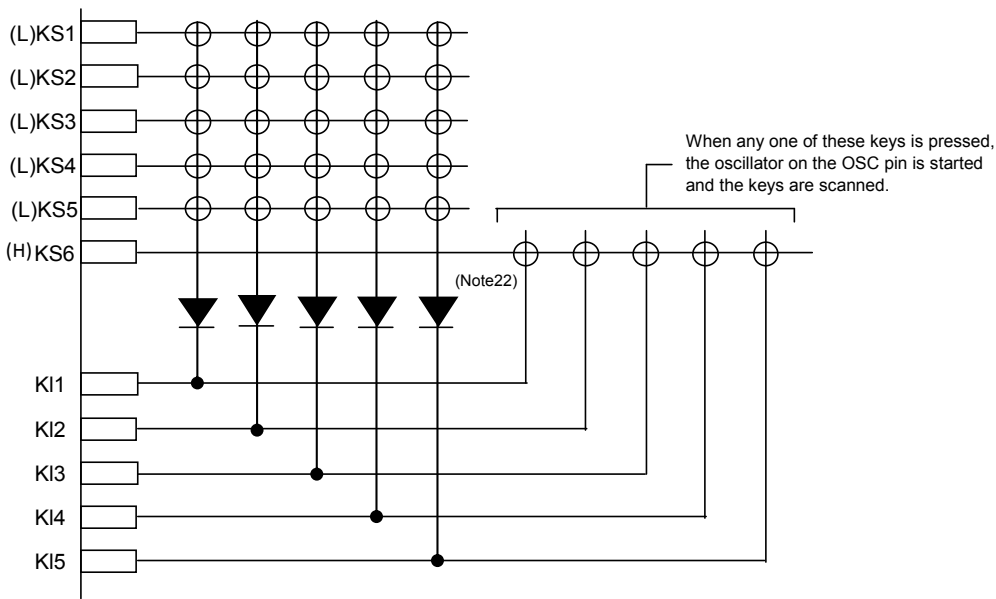 (L)KS1
(L)KS2
(L)KS3
(L)KS4
(L)KS5
(H)KS6
When any one of these keys is pressed,
the oscillator on the OSC pin is started
and the keys are scanned.
(Note22)
KI1
KI2
KI3
KI4
KI5